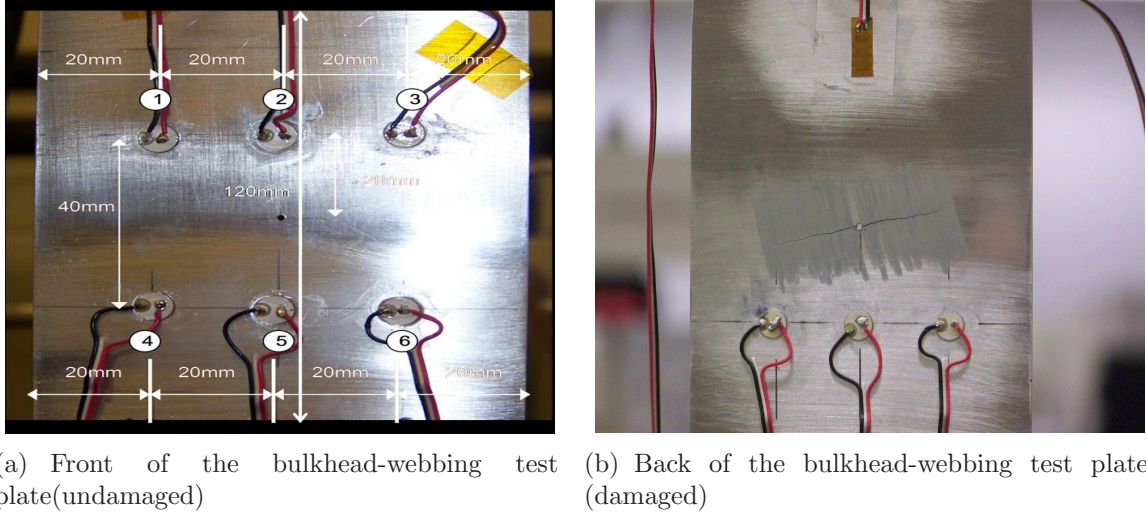 20mm 20mm 20mm 20mm
1 2 3
120mm
40mm
4 5 6
20mm 20mm 20mm 20mm
(a) Front of the bulkhead-webbing test
plate(undamaged)
(b) Back of the bulkhead-webbing test plate
(damaged)